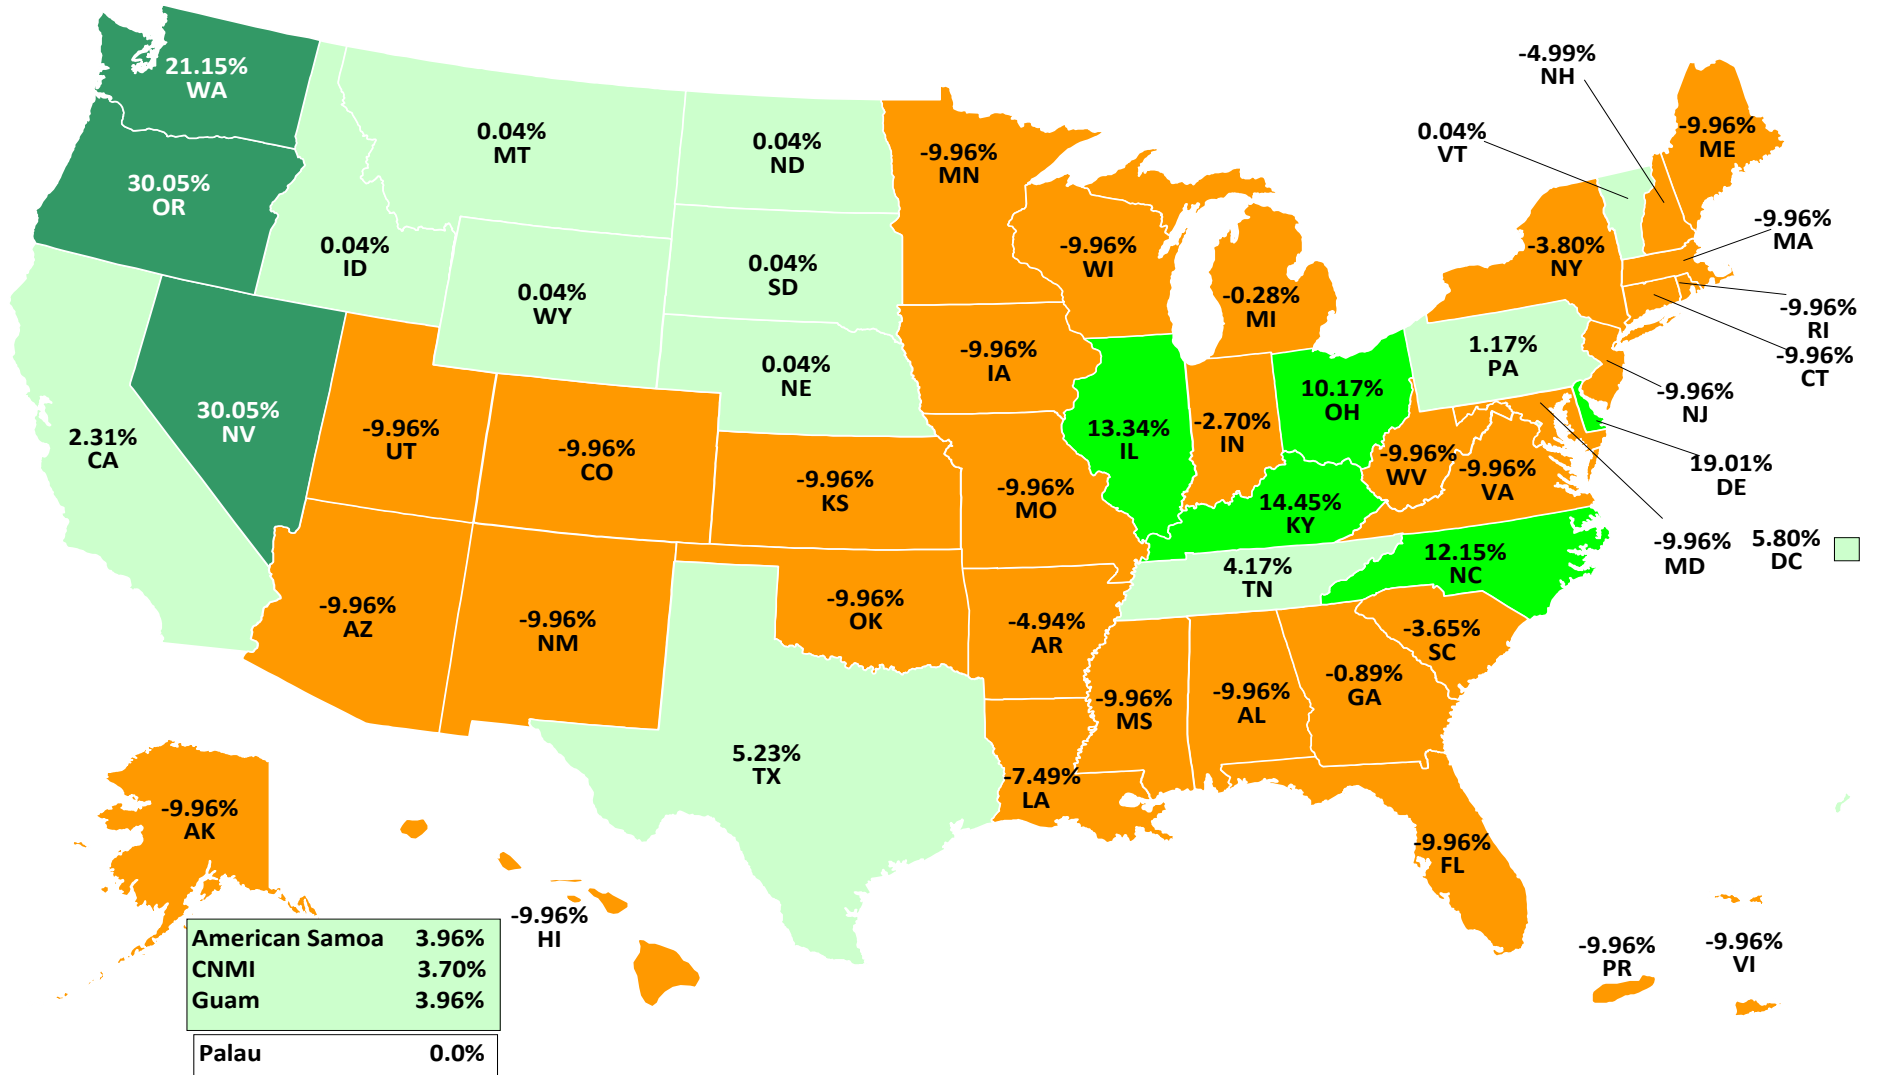 -4.99%
NH
21.15%
WA
-9.96%
ME
0.04%
VT
0.04%
MT
0.04%
ND
-9.96%
MN
30.05%
OR
-9.96%
MA
0.04%
ID
0.04%
SD
-9.96%
WI
-3.80%
NY
0.04%
WY
-0.28%
MI
-9.96%
RI
-9.96%
IA
1.17%
PA
-9.96%
CT
0.04%
NE
10.17%
OH
-9.96%
NJ
30.05%
NV
2.31%
CA
-9.96%
UT
-9.96%
CO
13.34%
IL
-2.70%
IN
-9.96%
WV
-9.96%
VA
19.01%
DE
-9.96%
KS
-9.96%
MO
14.45%
KY
-9.96%
MD
5.80%
DC
12.15%
NC
4.17%
TN
-9.96%
AZ
-9.96%
NM
-9.96%
OK
-4.94%
AR
-3.65%
SC
-0.89%
GA
-9.96%
MS
-9.96%
AL
5.23%
TX
-7.49%
LA
-9.96%
AK
-9.96%
FL
-9.96%
HI
-9.96%
PR
-9.96%
VI
American Samoa 3.96%
CNMI 3.70%
Guam 3.96%
Palau 0.0%